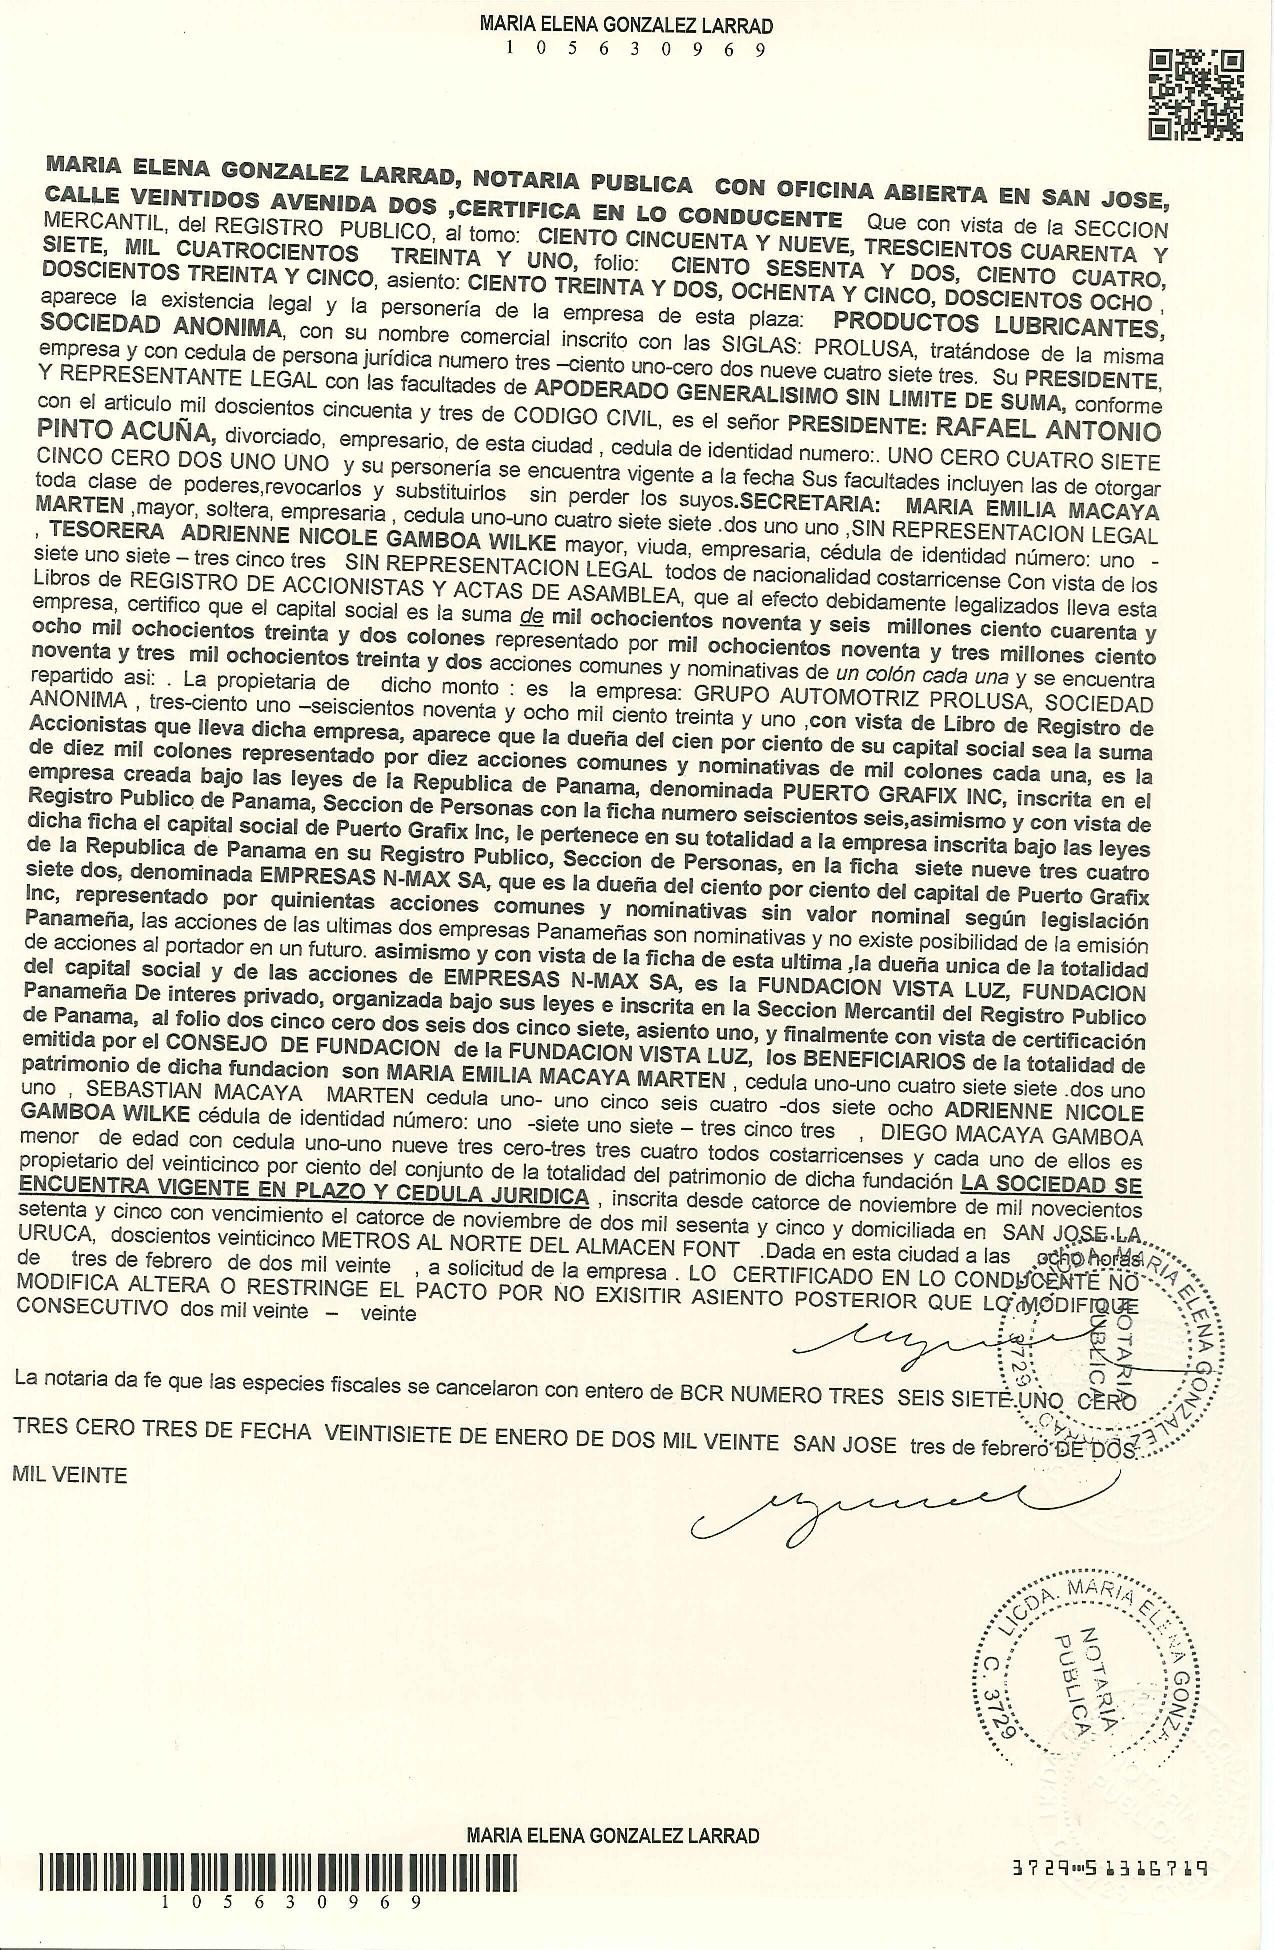 MARIA ELENA GONZALEZ LARRAD
1 0 5 6 3 0 9 6 9
MARIA ELENA GONZALEZ LARRAD, NOTARIA PUBLICA CON OFICINA ABIERTA EN SAN JOSE,
CALLE VEINTIDOS AVENIDA DOS ,CERTIFICA EN LO CONDUCENTE Que con vista de la SECCION
MERCANTIL, del REGISTRO PUBLICO, al tomo: CIENTO CINCUENTA Y NUEVE, TRESCIENTOS CUARENTA Y
SIETE, MIL CUATROCIENTOS TREINTA Y UNO, folio: CIENTO SESENTA Y DOS, CIENTO CUATRO,
DOSCIENTOS TREINTA Y CINCO, asiento: CIENTO TREINTA Y DOS, OCHENTA Y CINCO, DOSCIENTOS OCHO ,
aparece la existencia legal y la personería de la empresa de esta plaza: PRODUCTOS LUBRICANTES,
SOCIEDAD ANONIMA, con su nombre comercial inscrito con las SIGLAS: PROLUSA, tratándose de la misma
empresa y con cedula de persona jurídica numero tres –ciento uno-cero dos nueve cuatro siete tres. Su PRESIDENTE,
Y REPRESENTANTE LEGAL con las facultades de APODERADO GENERALISIMO SIN LIMITE DE SUMA, conforme
con el articulo mil doscientos cincuenta y tres de CODIGO CIVIL, es el señor PRESIDENTE: RAFAEL ANTONIO
PINTO ACUÑA, divorciado, empresario, de esta ciudad , cedula de identidad numero:. UNO CERO CUATRO SIETE
CINCO CERO DOS UNO UNO y su personería se encuentra vigente a la fecha Sus facultades incluyen las de otorgar
toda clase de poderes,revocarlos y substituirlos sin perder los suyos.SECRETARIA: MARIA EMILIA MACAYA
MARTEN ,mayor, soltera, empresaria , cedula uno-uno cuatro siete siete .dos uno uno ,SIN REPRESENTACION LEGAL
, TESORERA ADRIENNE NICOLE GAMBOA WILKE mayor, viuda, empresaria, cédula de identidad número: uno -
siete uno siete – tres cinco tres SIN REPRESENTACION LEGAL todos de nacionalidad costarricense Con vista de los
Libros de REGISTRO DE ACCIONISTAS Y ACTAS DE ASAMBLEA, que al efecto debidamente legalizados lleva esta
empresa, certifico que el capital social es la suma de mil ochocientos noventa y seis millones ciento cuarenta y
ocho mil ochocientos treinta y dos colones representado por mil ochocientos noventa y tres millones ciento
noventa y tres mil ochocientos treinta y dos acciones comunes y nominativas de un colón cada una y se encuentra
repartido asi: . La propietaria de dicho monto : es la empresa: GRUPO AUTOMOTRIZ PROLUSA, SOCIEDAD
ANONIMA , tres-ciento uno –seiscientos noventa y ocho mil ciento treinta y uno ,con vista de Libro de Registro de
Accionistas que lleva dicha empresa, aparece que la dueña del cien por ciento de su capital social sea la suma
de diez mil colones representado por diez acciones comunes y nominativas de mil colones cada una, es la
empresa creada bajo las leyes de la Republica de Panama, denominada PUERTO GRAFIX INC, inscrita en el
Registro Publico de Panama, Seccion de Personas con la ficha numero seiscientos seis,asimismo y con vista de
dicha ficha el capital social de Puerto Grafix Inc, le pertenece en su totalidad a la empresa inscrita bajo las leyes
de la Republica de Panama en su Registro Publico, Seccion de Personas, en la ficha siete nueve tres cuatro
siete dos, denominada EMPRESAS N-MAX SA, que es la dueña del ciento por ciento del capital de Puerto Grafix
Inc, representado por quinientas acciones comunes y nominativas sin valor nominal según legislación
Panameña, las acciones de las ultimas dos empresas Panameñas son nominativas y no existe posibilidad de la emisión
de acciones al portador en un futuro. asimismo y con vista de la ficha de esta ultima ,la dueña unica de la totalidad
del capital social y de las acciones de EMPRESAS N-MAX SA, es la FUNDACION VISTA LUZ, FUNDACION
Panameña De interes privado, organizada bajo sus leyes e inscrita en la Seccion Mercantil del Registro Publico
de Panama, al folio dos cinco cero dos seis dos cinco siete, asiento uno, y finalmente con vista de certificación
emitida por el CONSEJO DE FUNDACION de la FUNDACION VISTA LUZ, los BENEFICIARIOS de la totalidad de
patrimonio de dicha fundacion son MARIA EMILIA MACAYA MARTEN , cedula uno-uno cuatro siete siete .dos uno
uno , SEBASTIAN MACAYA MARTEN cedula uno- uno cinco seis cuatro -dos siete ocho ADRIENNE NICOLE
GAMBOA WILKE cédula de identidad número: uno -siete uno siete – tres cinco tres , DIEGO MACAYA GAMBOA
menor de edad con cedula uno-uno nueve tres cero-tres tres cuatro todos costarricenses y cada uno de ellos es
propietario del veinticinco por ciento del conjunto de la totalidad del patrimonio de dicha fundación LA SOCIEDAD SE
ENCUENTRA VIGENTE EN PLAZO Y CEDULA JURIDICA , inscrita desde catorce de noviembre de mil novecientos
setenta y cinco con vencimiento el catorce de noviembre de dos mil sesenta y cinco y domiciliada en SAN JOSE LA
URUCA, doscientos veinticinco METROS AL NORTE DEL ALMACEN FONT .Dada en esta ciudad a las ocho horas
de tres de febrero de dos mil veinte , a solicitud de la empresa . LO CERTIFICADO EN LO CONDUCENTE NO
MODIFICA ALTERA O RESTRINGE EL PACTO POR NO EXISITIR ASIENTO POSTERIOR QUE LO MODIFIQUE
CONSECUTIVO dos mil veinte – veinte
La notaria da fe que las especies fiscales se cancelaron con entero de BCR NUMERO TRES SEIS SIETE UNO CERO
TRES CERO TRES DE FECHA VEINTISIETE DE ENERO DE DOS MIL VEINTE SAN JOSE tres de febrero DE DOS
MIL VEINTE
LICDA. MARIA ELENA GONZA
NOTARIA
PUBLICA
C. 3729
MARIA ELENA GONZALEZ LARRAD
1 0 5 6 3 0 9 6 9
3729-51316719